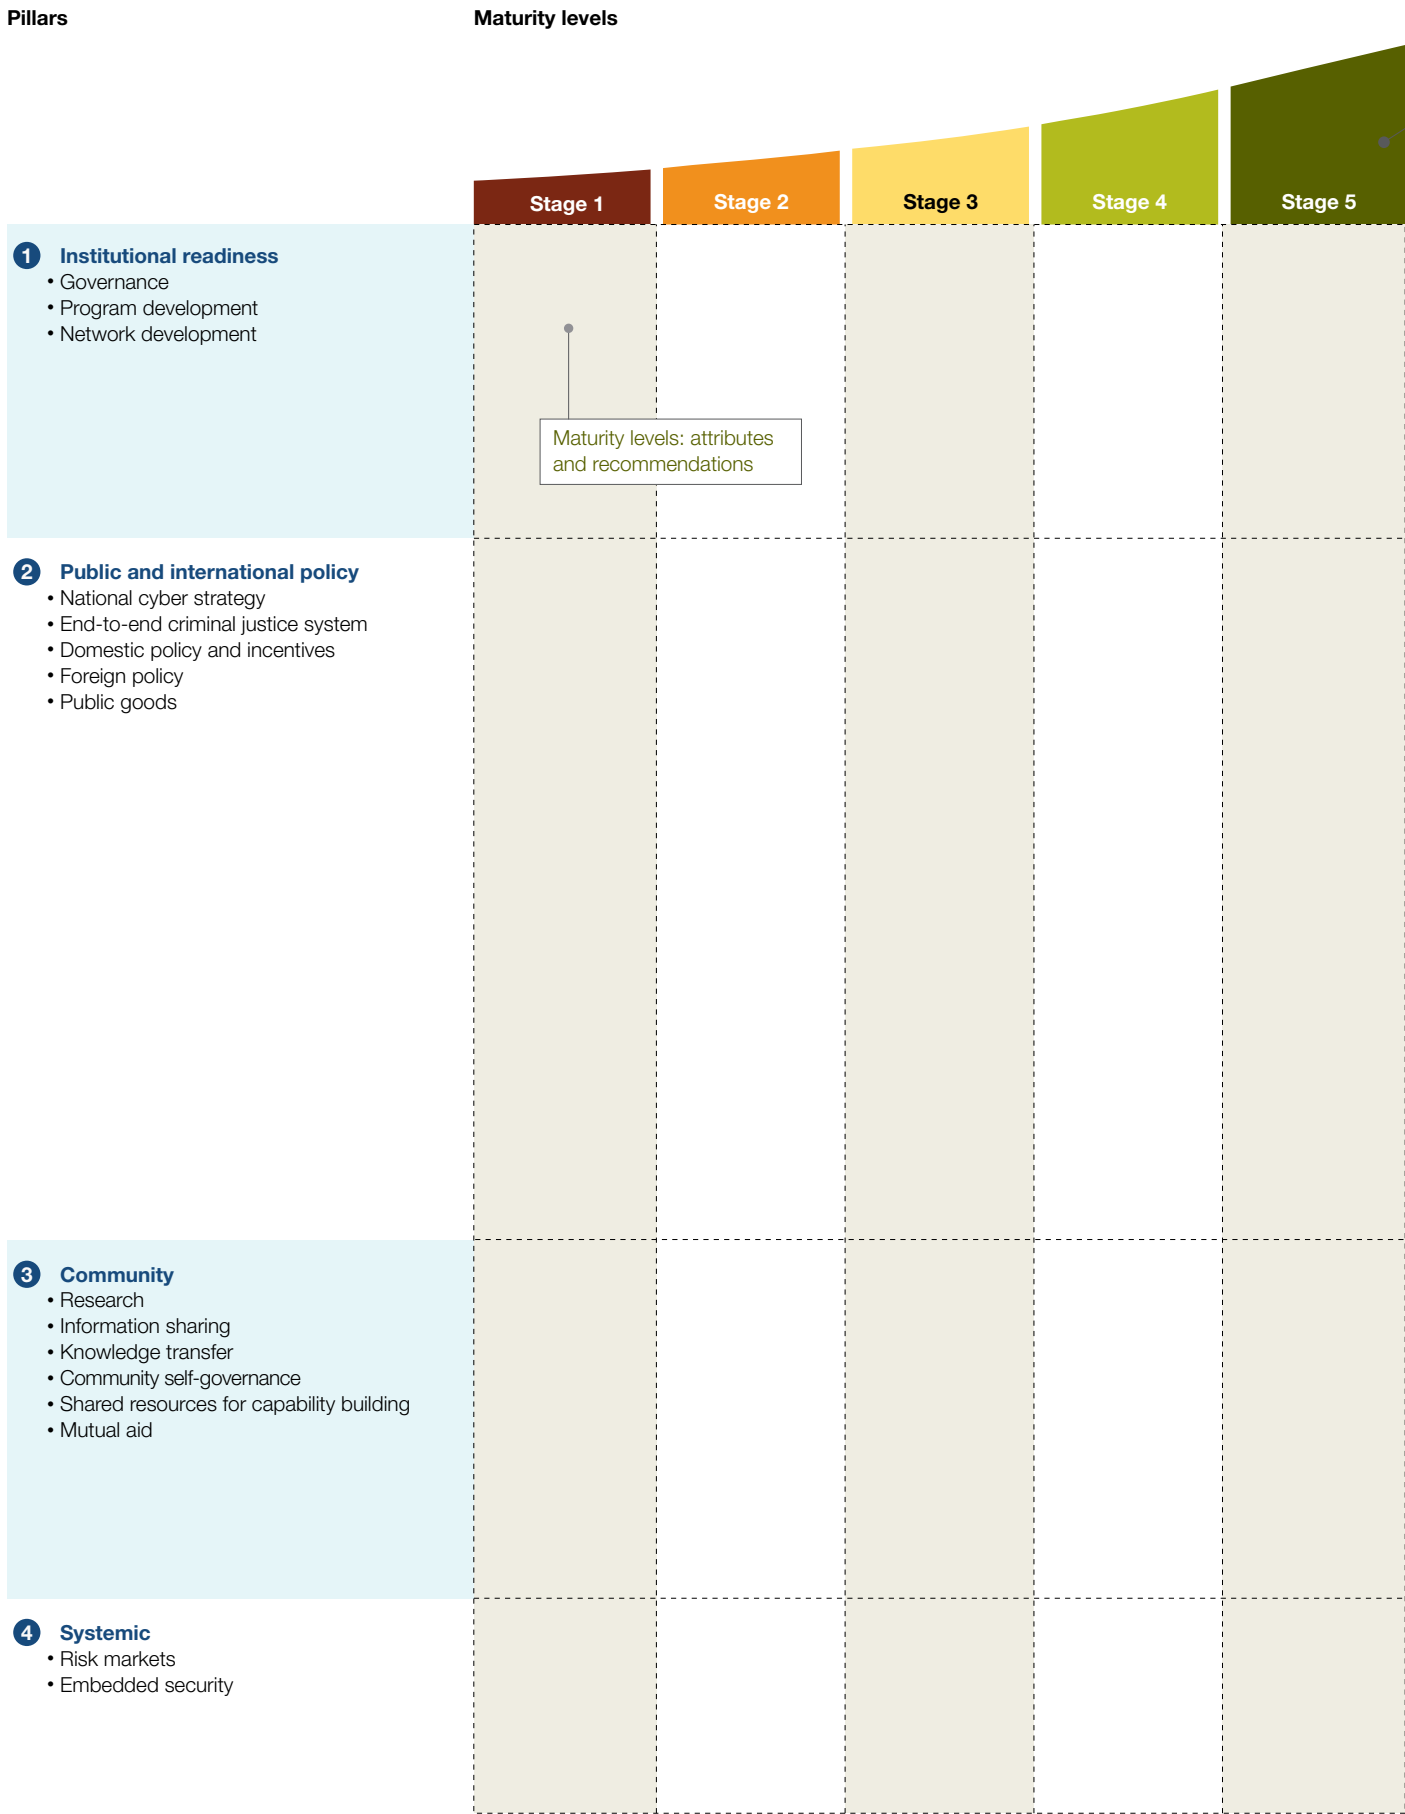 Pillars
Maturity levels
Stage 1
Stage 2
Stage 3
Stage 4
Stage 5
1 Institutional readiness
• Governance
• Program development
• Network development
Maturity levels: attributes
and recommendations
2 Public and international policy
• National cyber strategy
• End-to-end criminal justice system
• Domestic policy and incentives
• Foreign policy
• Public goods
3 Community
• Research
• Information sharing
• Knowledge transfer
• Community self-governance
• Shared resources for capability building
• Mutual aid
4 Systemic
• Risk markets
• Embedded security